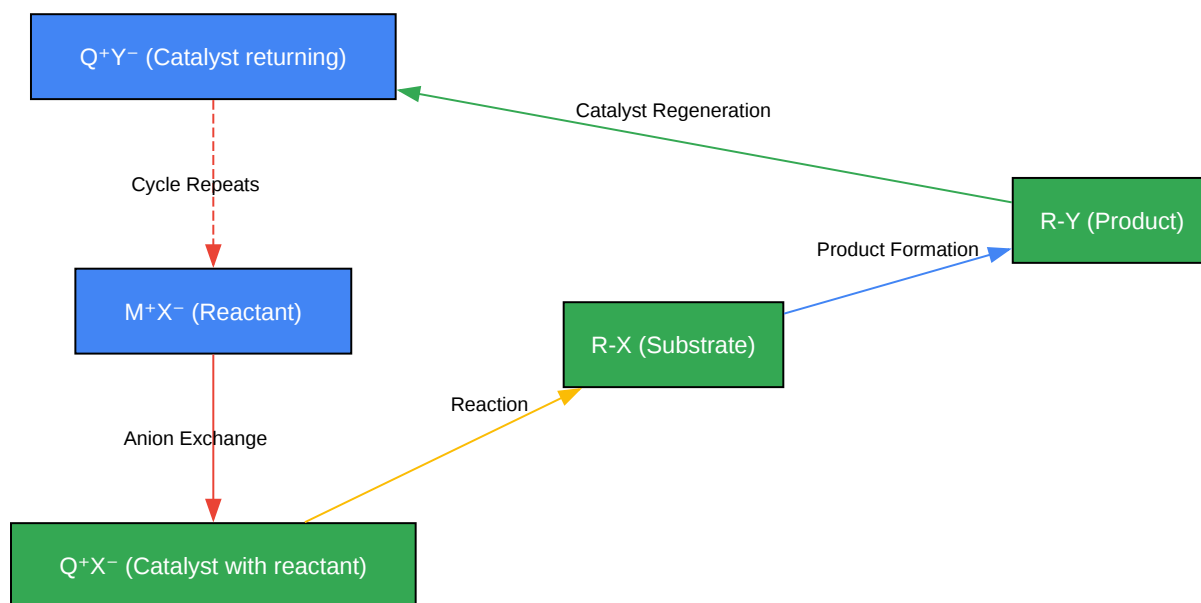 Q⁺Y⁻ (Catalyst returning)
Catalyst Regeneration
Cycle Repeats
R-Y (Product)
Product Formation
M⁺X⁻ (Reactant)
R-X (Substrate)
Reaction
Anion Exchange
Q⁺X⁻ (Catalyst with reactant)